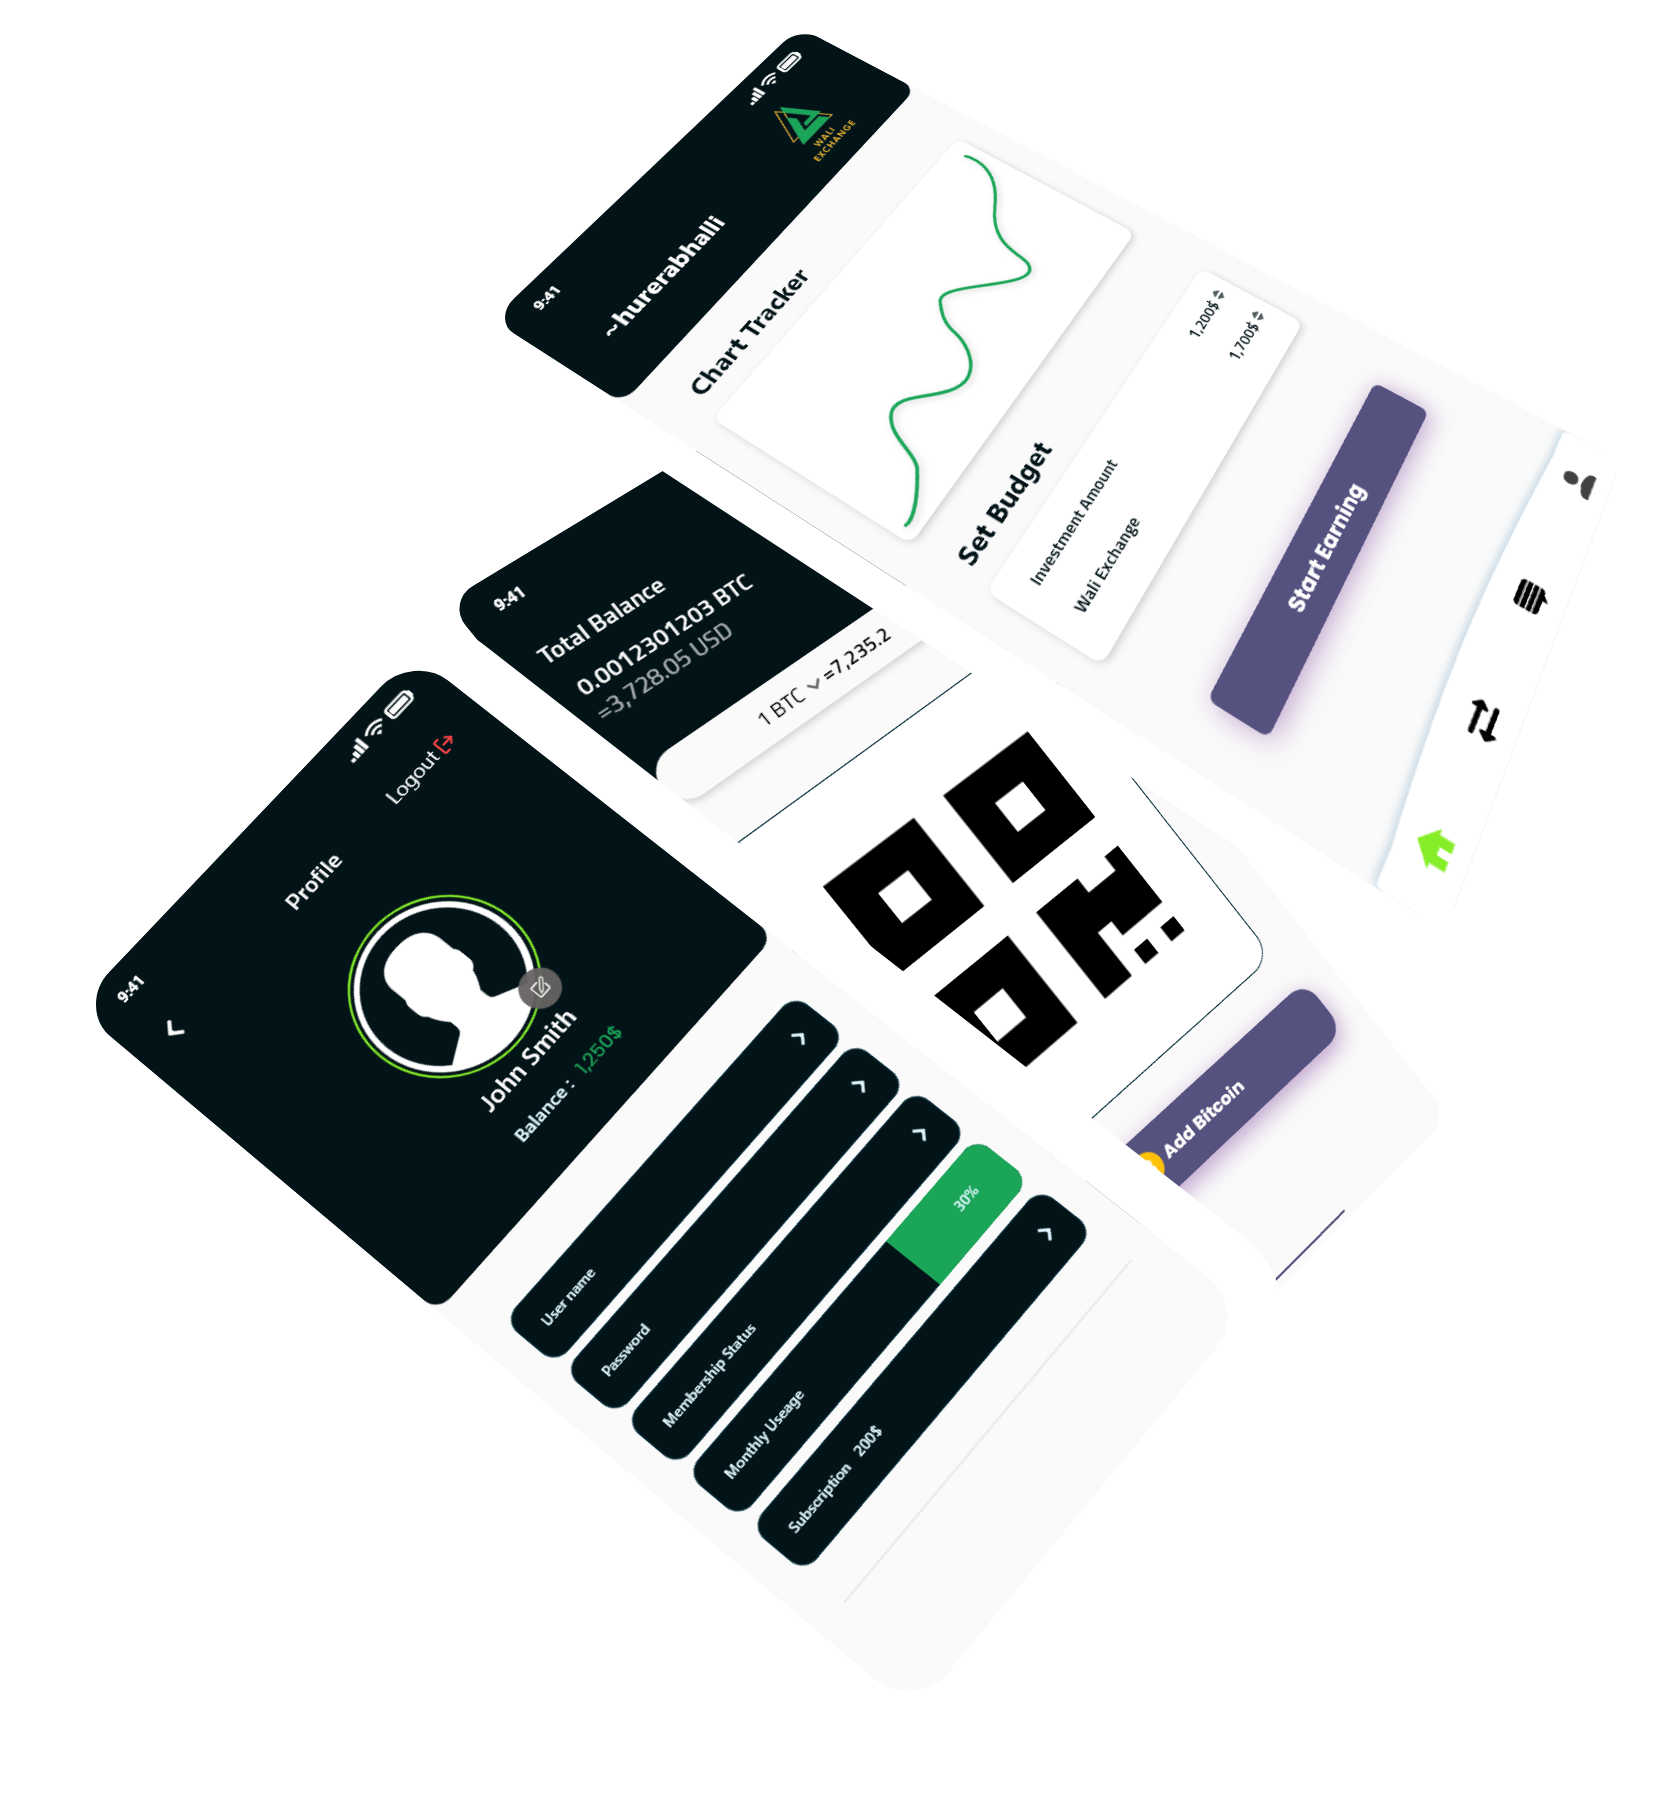 9:41
WALI
EXCHANGE
~hurerabhalli
Chart Tracker
Set Budget
Investment Amount 1,200$
Wali Exchange 1,700$
Start Earning
9:41
Total Balance
0.0012301203 BTC
=3,728.05 USD
1 BTC =7,235.2
Add Bitcoin
9:41
Profile
Logout
John Smith
Balance : 1,250$
User name
Password
Membership Status
Monthly Useage 30%
Subscription 200$